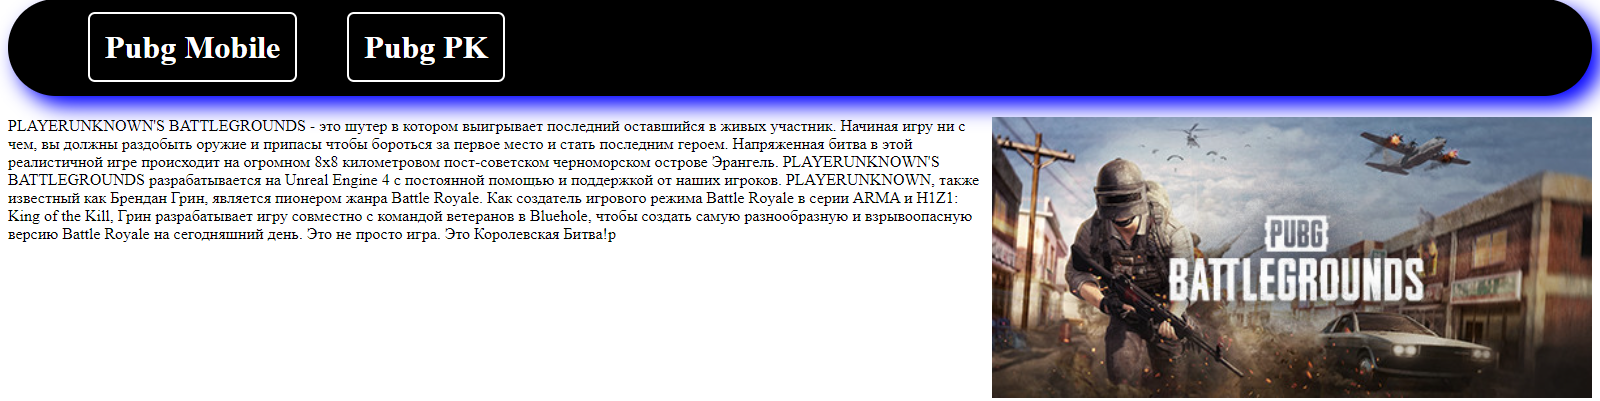 Pubg Mobile
Pubg PK
PLAYERUNKNOWN'S BATTLEGROUNDS - это шутер в котором выигрывает последний оставшийся в живых участник. Начиная игру ни с
чем, вы должны раздобыть оружие и припасы чтобы бороться за первое место и стать последним героем. Напряженная битва в этой
реалистичной игре происходит на огромном 8x8 километровом пост-советском черноморском острове Эрангель. PLAYERUNKNOWN'S
BATTLEGROUNDS разрабатывается на Unreal Engine 4 с постоянной помощью и поддержкой от наших игроков. PLAYERUNKNOWN, также
известный как Брендан Грин, является пионером жанра Battle Royale. Как создатель игрового режима Battle Royale в серии ARMA и H1Z1:
King of the Kill, Грин разрабатывает игру совместно с командой ветеранов в Bluehole, чтобы создать самую разнообразную и взрывоопасную
версию Battle Royale на сегодняшний день. Это не просто игра. Это Королевская Битва!p
PUBG
BATTLEGROUNDS